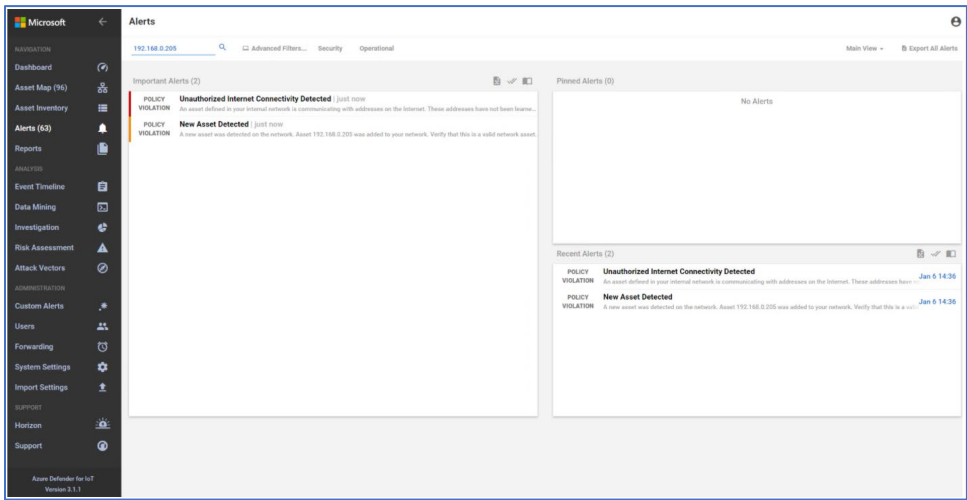 Microsoft
NAVIGATION
Dashboard
Asset Map (96)
Asset Inventory
Alerts (63)
Reports
ANALYSIS
Event Timeline
Data Mining
Investigation
Risk Assessment
Attack Vectors
ADMINISTRATION
Custom Alerts
Users
Forwarding
System Settings
Import Settings
SUPPORT
Horizon
Support
Azure Defender for IoT
Version 3.1.1
Alerts
192.168.0.205 Advanced Filters... Security Operational Main View Export All Alerts
Important Alerts (2)
POLICY VIOLATION
Unauthorized Internet Connectivity Detected | just now
An asset defined in your internal network is communicating with addresses on the Internet. These addresses have not been learne...
POLICY VIOLATION
New Asset Detected | just now
A new asset was detected on the network. Asset 192.168.0.205 was added to your network. Verify that this is a valid network asset.
Pinned Alerts (0)
No Alerts
Recent Alerts (2)
POLICY VIOLATION
Unauthorized Internet Connectivity Detected
An asset defined in your internal network is communicating with addresses on the Internet. These addresses have
Jan 6 14:36
POLICY VIOLATION
New Asset Detected
A new asset was detected on the network. Asset 192.168.0.205 was added to your network. Verify that this is a
Jan 6 14:36